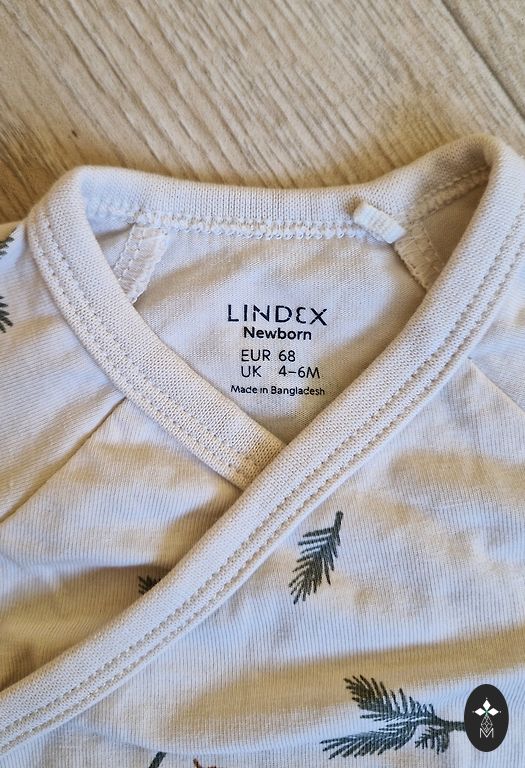 LINDEX
Newborn
EUR 68
UK 4–6M
Made in Bangladesh
M